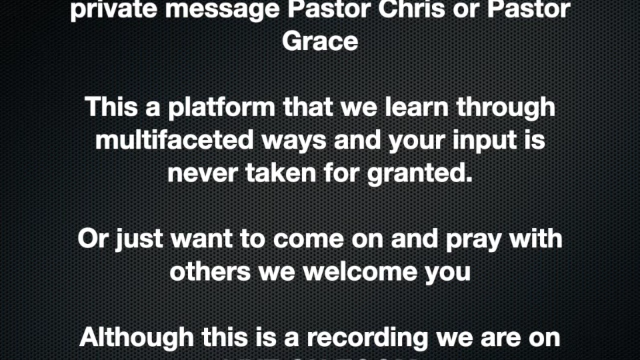 private message Pastor Chris or Pastor
Grace
This a platform that we learn through
multifaceted ways and your input is
never taken for granted.
Or just want to come on and pray with
others we welcome you
Although this is a recording we are on